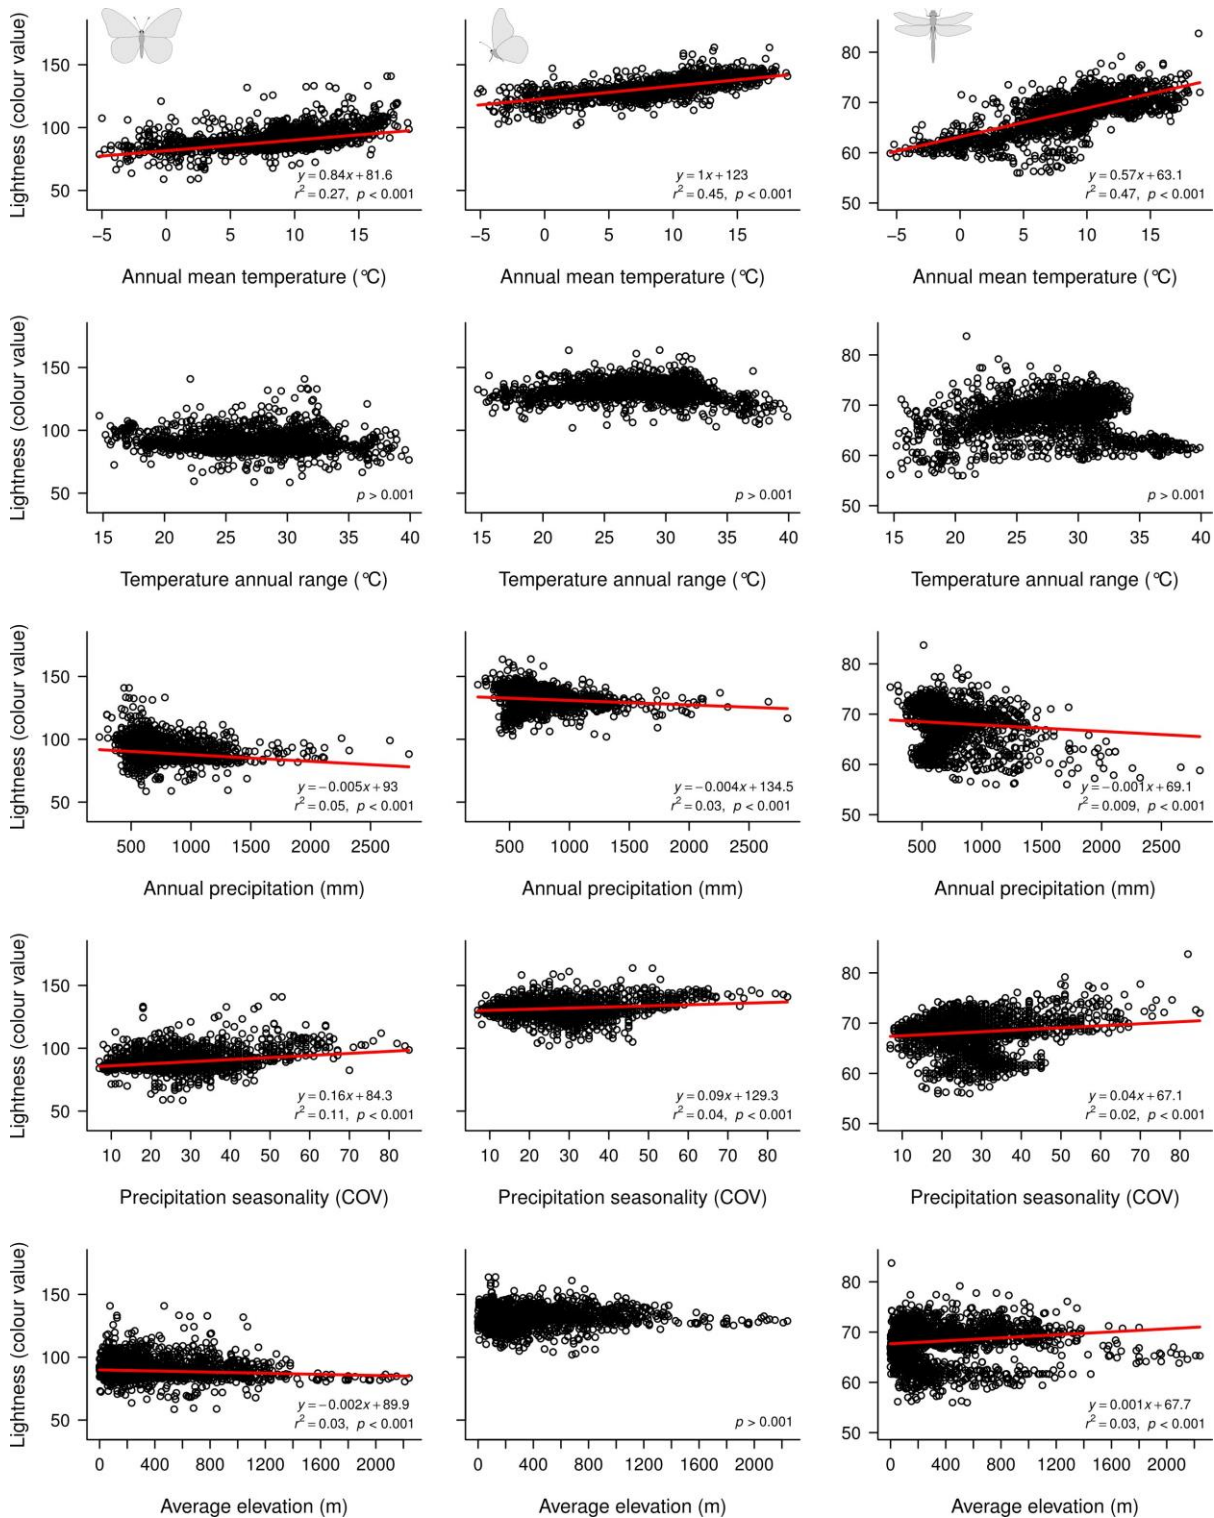 Lightness (colour value)
150
100
50
y = 0.84x + 81.6
r² = 0.27, p < 0.001
−5 0 5 10 15
Annual mean temperature (°C)
150
100
50
y = 1x + 123
r² = 0.45, p < 0.001
−5 0 5 10 15
Annual mean temperature (°C)
80
70
60
50
y = 0.57x + 63.1
r² = 0.47, p < 0.001
−5 0 5 10 15
Annual mean temperature (°C)
Lightness (colour value)
150
100
50
p > 0.001
15 20 25 30 35 40
Temperature annual range (°C)
150
100
50
p > 0.001
15 20 25 30 35 40
Temperature annual range (°C)
80
70
60
50
p > 0.001
15 20 25 30 35 40
Temperature annual range (°C)
Lightness (colour value)
150
100
50
y = −0.005x + 93
r² = 0.05, p < 0.001
500 1000 1500 2000 2500
Annual precipitation (mm)
150
100
50
y = −0.004x + 134.5
r² = 0.03, p < 0.001
500 1000 1500 2000 2500
Annual precipitation (mm)
80
70
60
50
y = −0.001x + 69.1
r² = 0.009, p < 0.001
500 1000 1500 2000 2500
Annual precipitation (mm)
Lightness (colour value)
150
100
50
y = 0.16x + 84.3
r² = 0.11, p < 0.001
10 20 30 40 50 60 70 80
Precipitation seasonality (COV)
150
100
50
y = 0.09x + 129.3
r² = 0.04, p < 0.001
10 20 30 40 50 60 70 80
Precipitation seasonality (COV)
80
70
60
50
y = 0.04x + 67.1
r² = 0.02, p < 0.001
10 20 30 40 50 60 70 80
Precipitation seasonality (COV)
Lightness (colour value)
150
100
50
y = −0.002x + 89.9
r² = 0.03, p < 0.001
0 400 800 1200 1600 2000
Average elevation (m)
150
100
50
p > 0.001
0 400 800 1200 1600 2000
Average elevation (m)
80
70
60
50
y = 0.001x + 67.7
r² = 0.03, p < 0.001
0 400 800 1200 1600 2000
Average elevation (m)